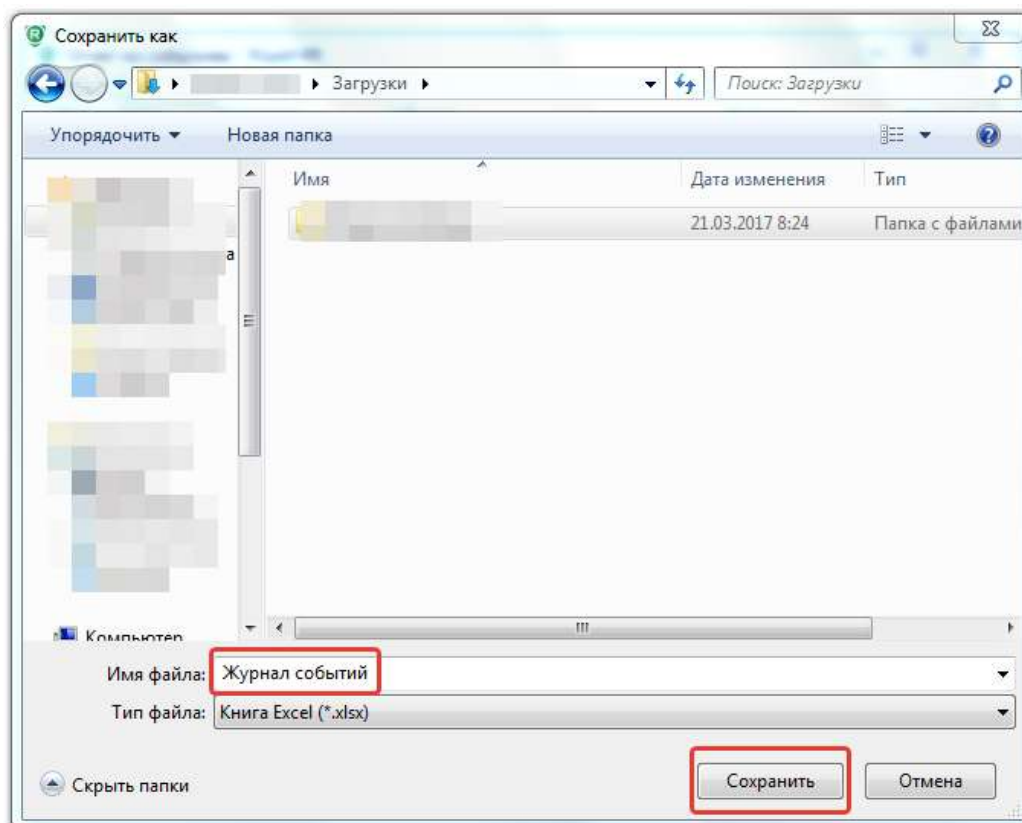 Сохранить как
Загрузки
Поиск: Загрузки
Упорядочить
Новая папка
Имя
Дата изменения
Тип
21.03.2017 8:24
Папка с файлами
а
Компьютер
Имя файла: Журнал событий
Тип файла: Книга Excel (*.xlsx)
Скрыть папки
Сохранить
Отмена